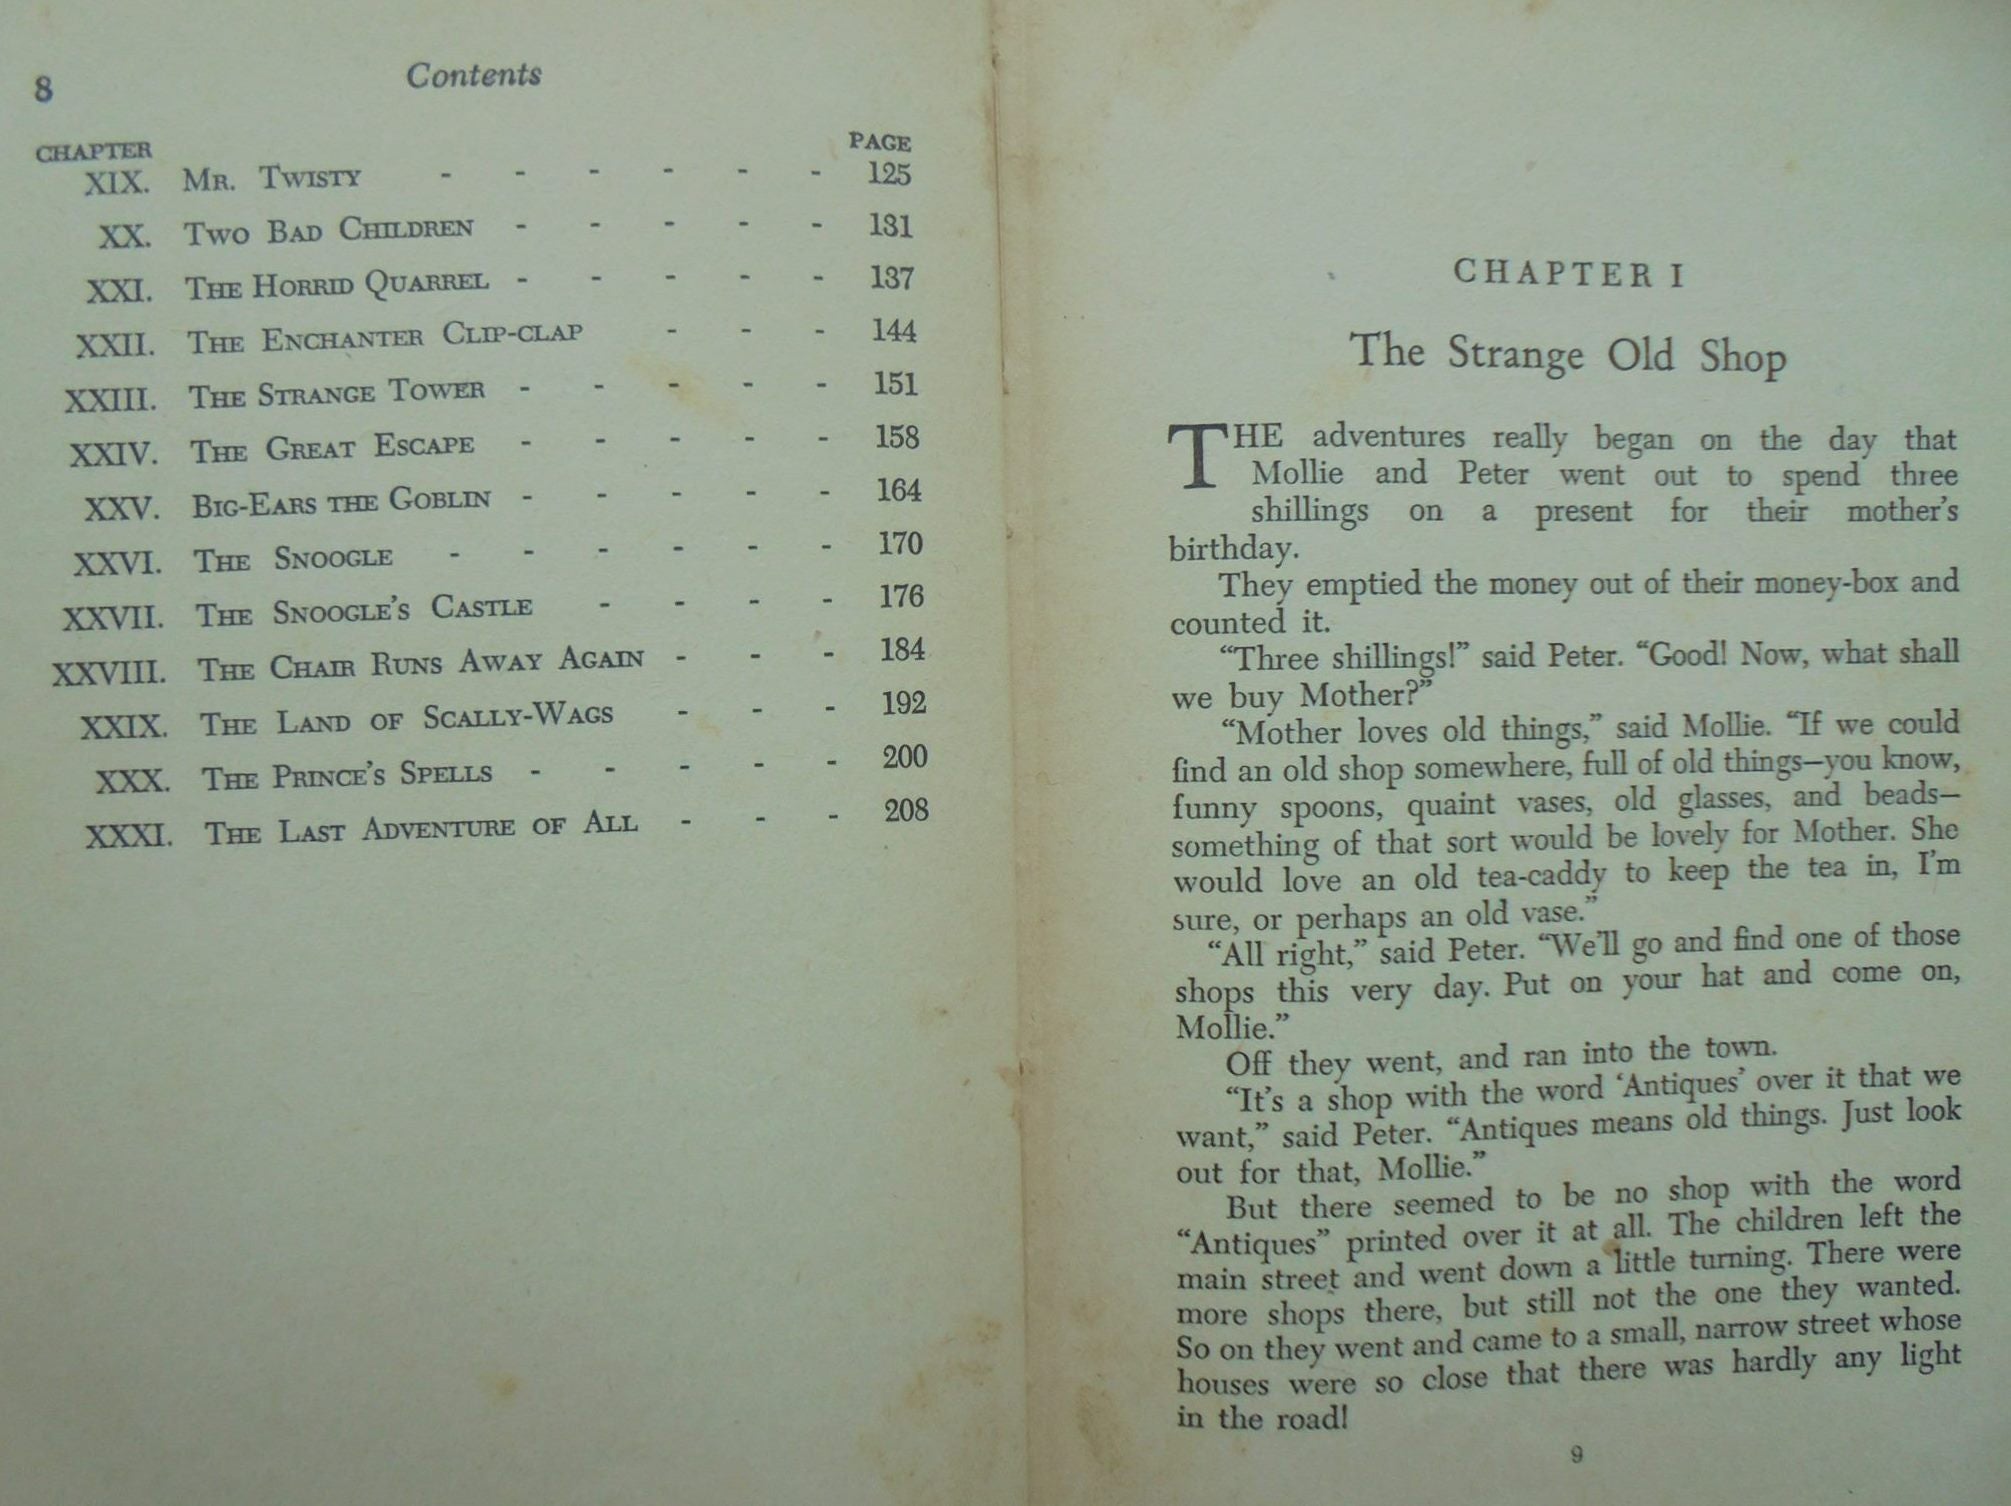 8 Contents
CHAPTER PAGE
XIX. MR. TWISTY - - - - - - 125
XX. TWO BAD CHILDREN - - - - - 131
XXI. THE HORRID QUARREL - - - - - 137
XXII. THE ENCHANTER CLIP-CLAP - - - 144
XXIII. THE STRANGE TOWER - - - - - 151
XXIV. THE GREAT ESCAPE - - - - - 158
XXV. BIG-EARS THE GOBLIN - - - - - 164
XXVI. THE SNOOGLE - - - - - - 170
XXVII. THE SNOOGLE'S CASTLE - - - - 176
XXVIII. THE CHAIR RUNS AWAY AGAIN - - - 184
XXIX. THE LAND OF SCALLY-WAGS - - - 192
XXX. THE PRINCE'S SPELLS - - - - - 200
XXXI. THE LAST ADVENTURE OF ALL - - - 208
CHAPTER I
The Strange Old Shop
THE adventures really began on the day that
Mollie and Peter went out to spend three
shillings on a present for their mother's
birthday.
They emptied the money out of their money-box and
counted it.
“Three shillings!” said Peter. “Good! Now, what shall
we buy Mother?”
“Mother loves old things,” said Mollie. “If we could
find an old shop somewhere, full of old things—you know,
funny spoons, quaint vases, old glasses, and beads—
something of that sort would be lovely for Mother. She
would love an old tea-caddy to keep the tea in, I'm
sure, or perhaps an old vase.”
“All right,” said Peter. “We'll go and find one of those
shops this very day. Put on your hat and come on,
Mollie.”
Off they went, and ran into the town.
“It's a shop with the word ‘Antiques’ over it that we
want,” said Peter. “Antiques means old things. Just look
out for that, Mollie.”
But there seemed to be no shop with the word
“Antiques” printed over it at all. The children left the
main street and went down a little turning. There were
more shops there, but still not the one they wanted.
So on they went and came to a small, narrow street whose
houses were so close that there was hardly any light
in the road!
9